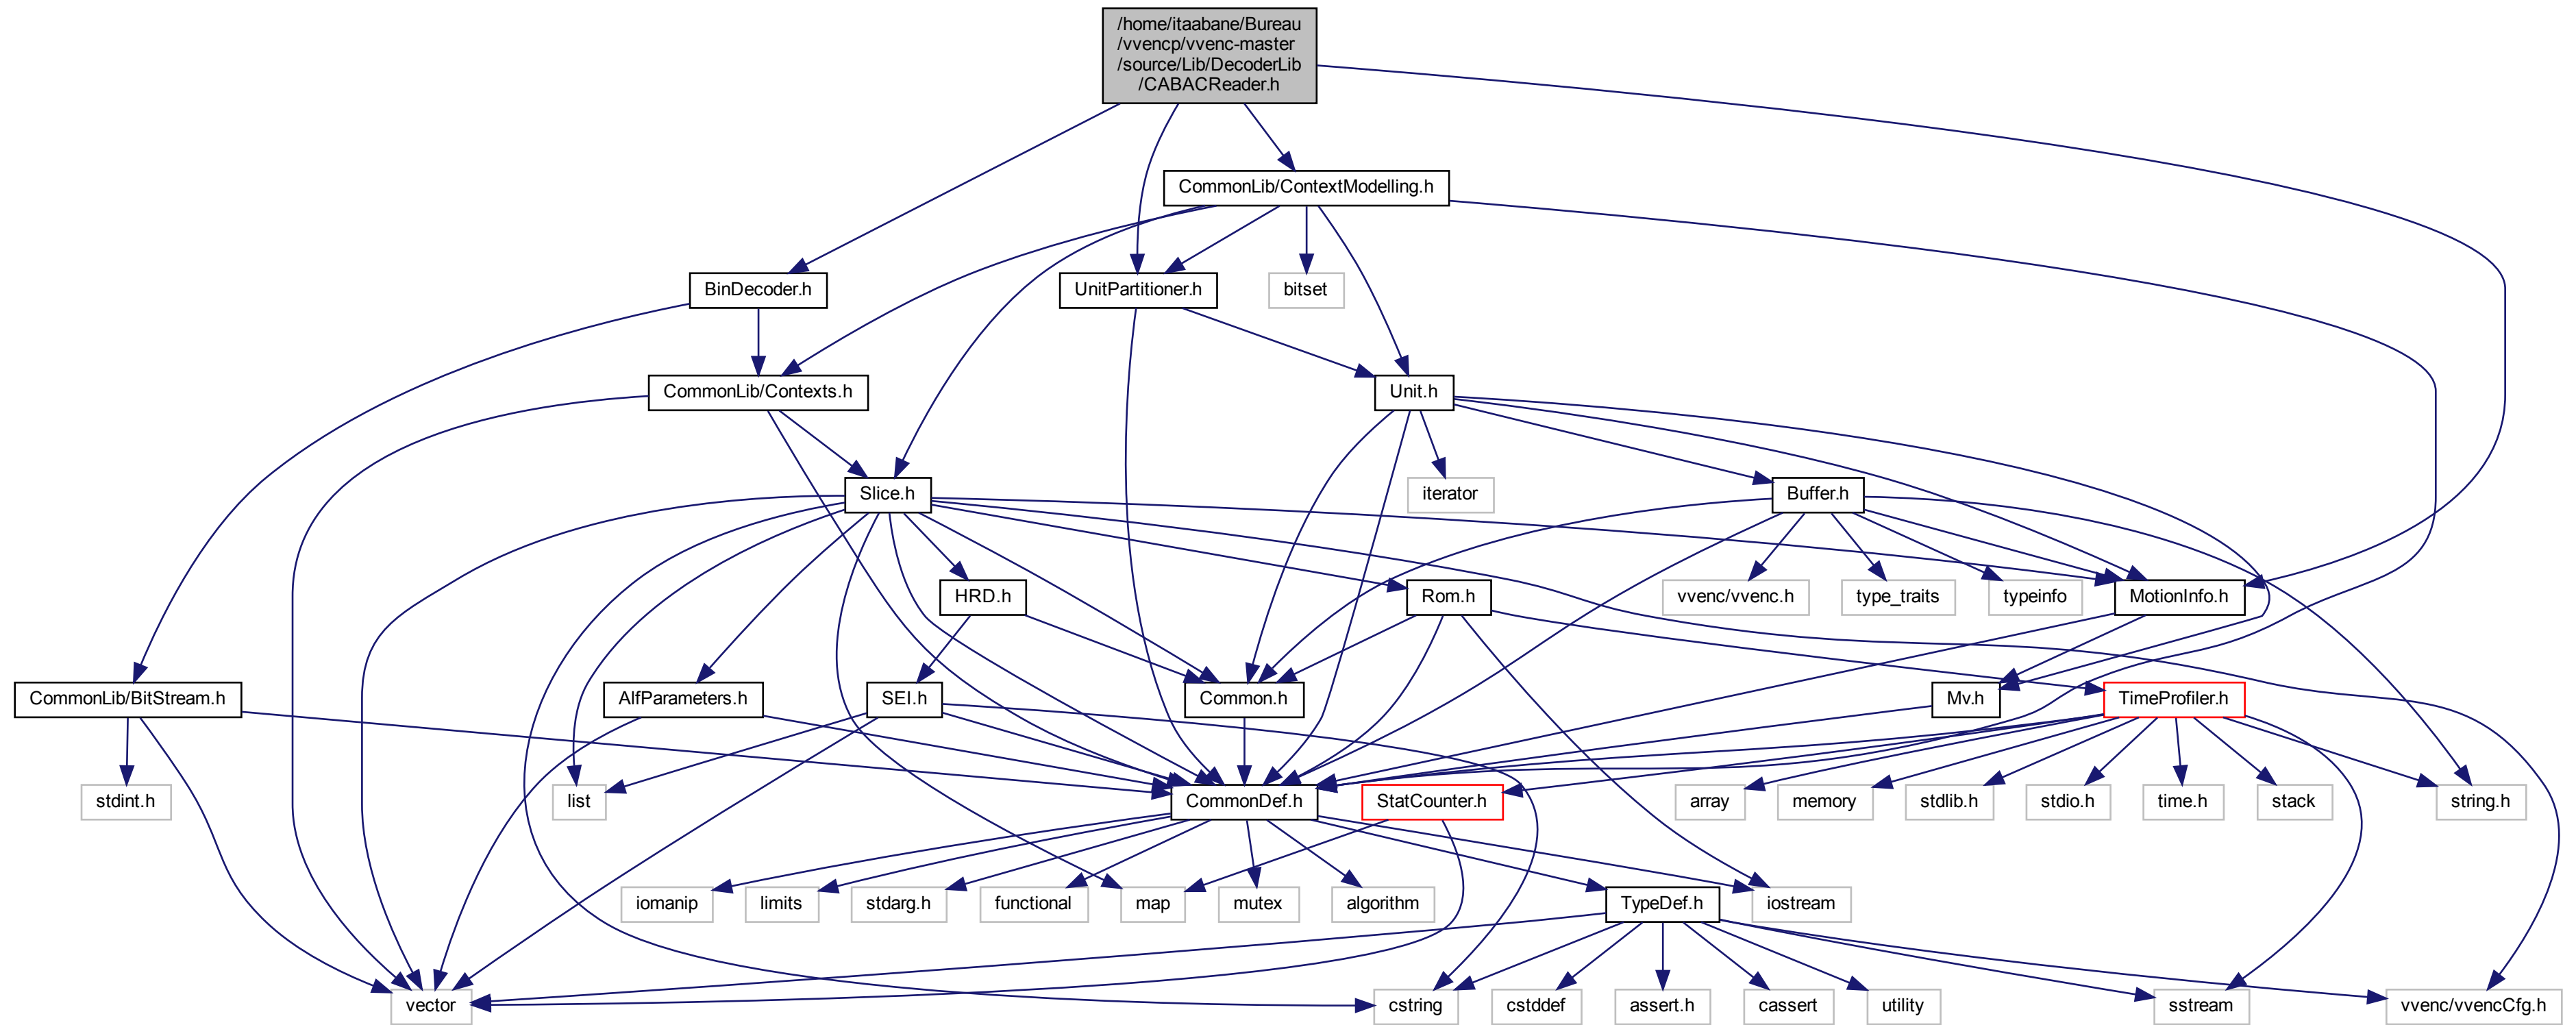 /home/itaabane/Bureau
/vvencp/vvenc-master
/source/Lib/DecoderLib
/CABACReader.h
CommonLib/ContextModelling.h
BinDecoder.h
UnitPartitioner.h
bitset
CommonLib/Contexts.h
Unit.h
Slice.h
iterator
Buffer.h
HRD.h
Rom.h
vvenc/vvenc.h
type_traits
typeinfo
MotionInfo.h
CommonLib/BitStream.h
AlfParameters.h
SEI.h
Common.h
Mv.h
TimeProfiler.h
stdint.h
list
CommonDef.h
StatCounter.h
array
memory
stdlib.h
stdio.h
time.h
stack
string.h
iomanip
limits
stdarg.h
functional
map
mutex
algorithm
TypeDef.h
iostream
vector
cstring
cstddef
assert.h
cassert
utility
sstream
vvenc/vvencCfg.h